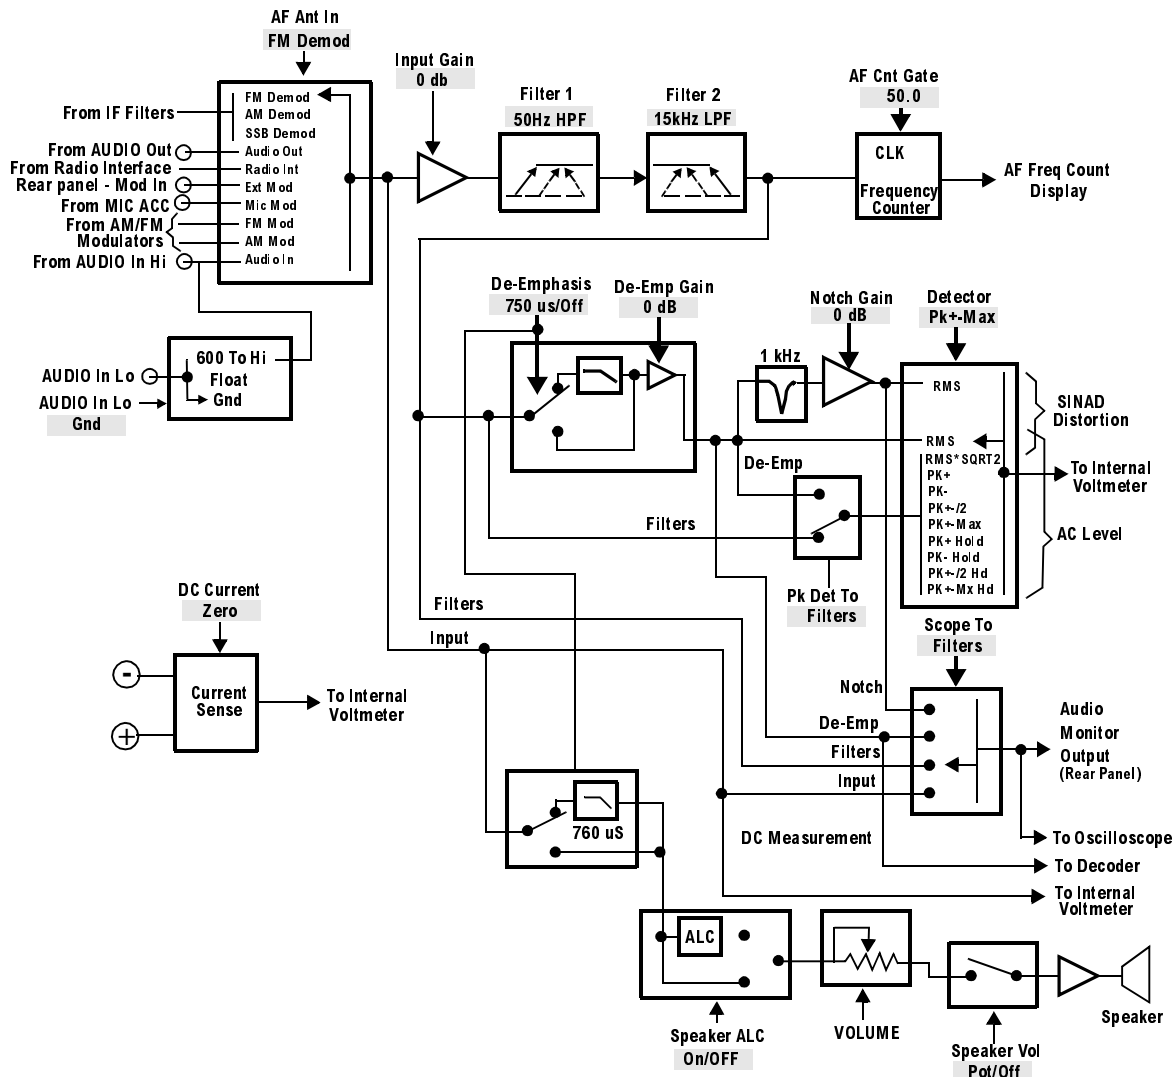 AF Ant In
FM Demod
Input Gain
0 db
Filter 1
50Hz HPF
Filter 2
15kHz LPF
AF Cnt Gate
50.0
From IF Filters
From AUDIO Out
From Radio Interface
Rear panel - Mod In
From MIC ACC
From AM/FM
Modulators
From AUDIO In Hi
FM Demod
AM Demod
SSB Demod
Audio Out
Radio Int
Ext Mod
Mic Mod
FM Mod
AM Mod
Audio In
CLK
Frequency
Counter
AF Freq Count
Display
600 To Hi
Float
Gnd
AUDIO In Lo
AUDIO In Lo
Gnd
De-Emphasis
750 us/Off
De-Emp Gain
0 dB
Notch Gain
0 dB
Detector
Pk+-Max
1 kHz
RMS
RMS
RMS*SQRT2
PK+
PK-
PK+-/2
PK+-Max
PK+ Hold
PK- Hold
PK+-/2 Hd
PK+-Mx Hd
SINAD
Distortion
To Internal
Voltmeter
AC Level
De-Emp
Filters
Pk Det To
Filters
Filters
Input
DC Current
Zero
-
+
Current
Sense
To Internal
Voltmeter
Scope To
Filters
Notch
De-Emp
Filters
Input
Audio
Monitor
Output
(Rear Panel)
760 uS
DC Measurement
To Oscilloscope
To Decoder
To Internal
Voltmeter
ALC
Speaker ALC
On/OFF
VOLUME
Speaker Vol
Pot/Off
Speaker